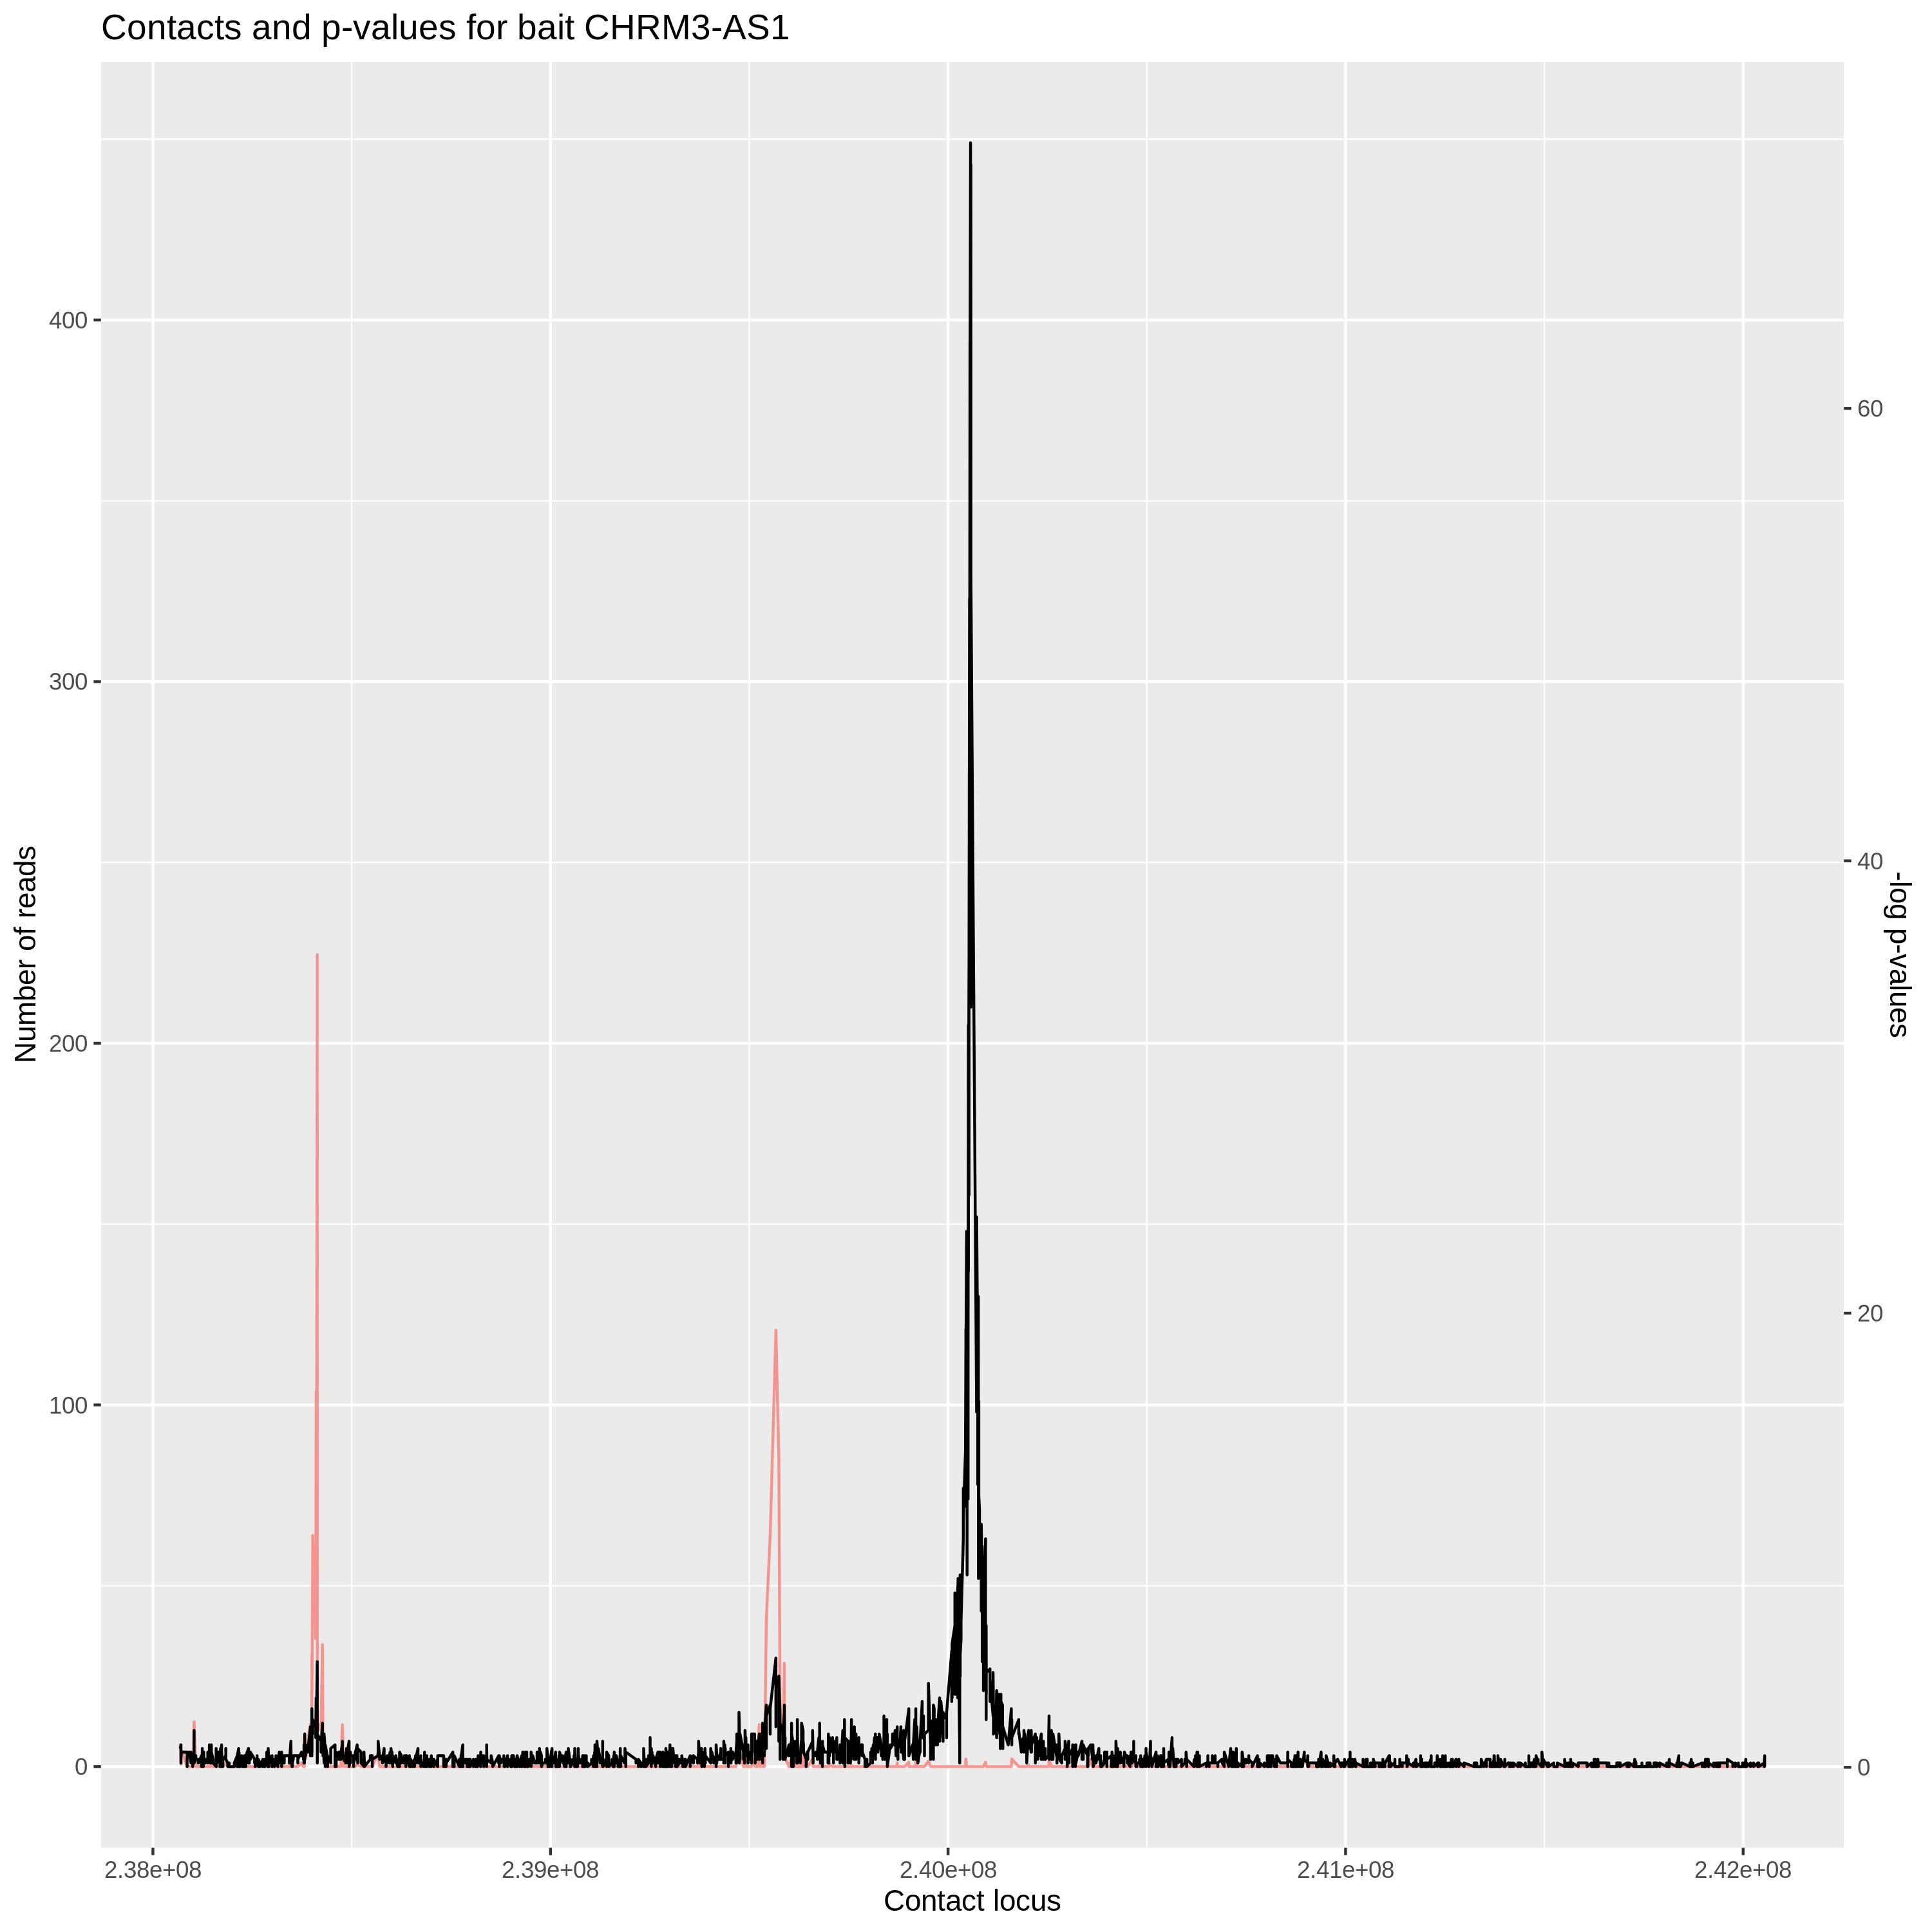 Contacts and p-values for bait CHRM3-AS1
400
300
200
100
0
Number of reads
60
40
20
0
-log p-values
2.38e+08
2.39e+08
2.40e+08
2.41e+08
2.42e+08
Contact locus